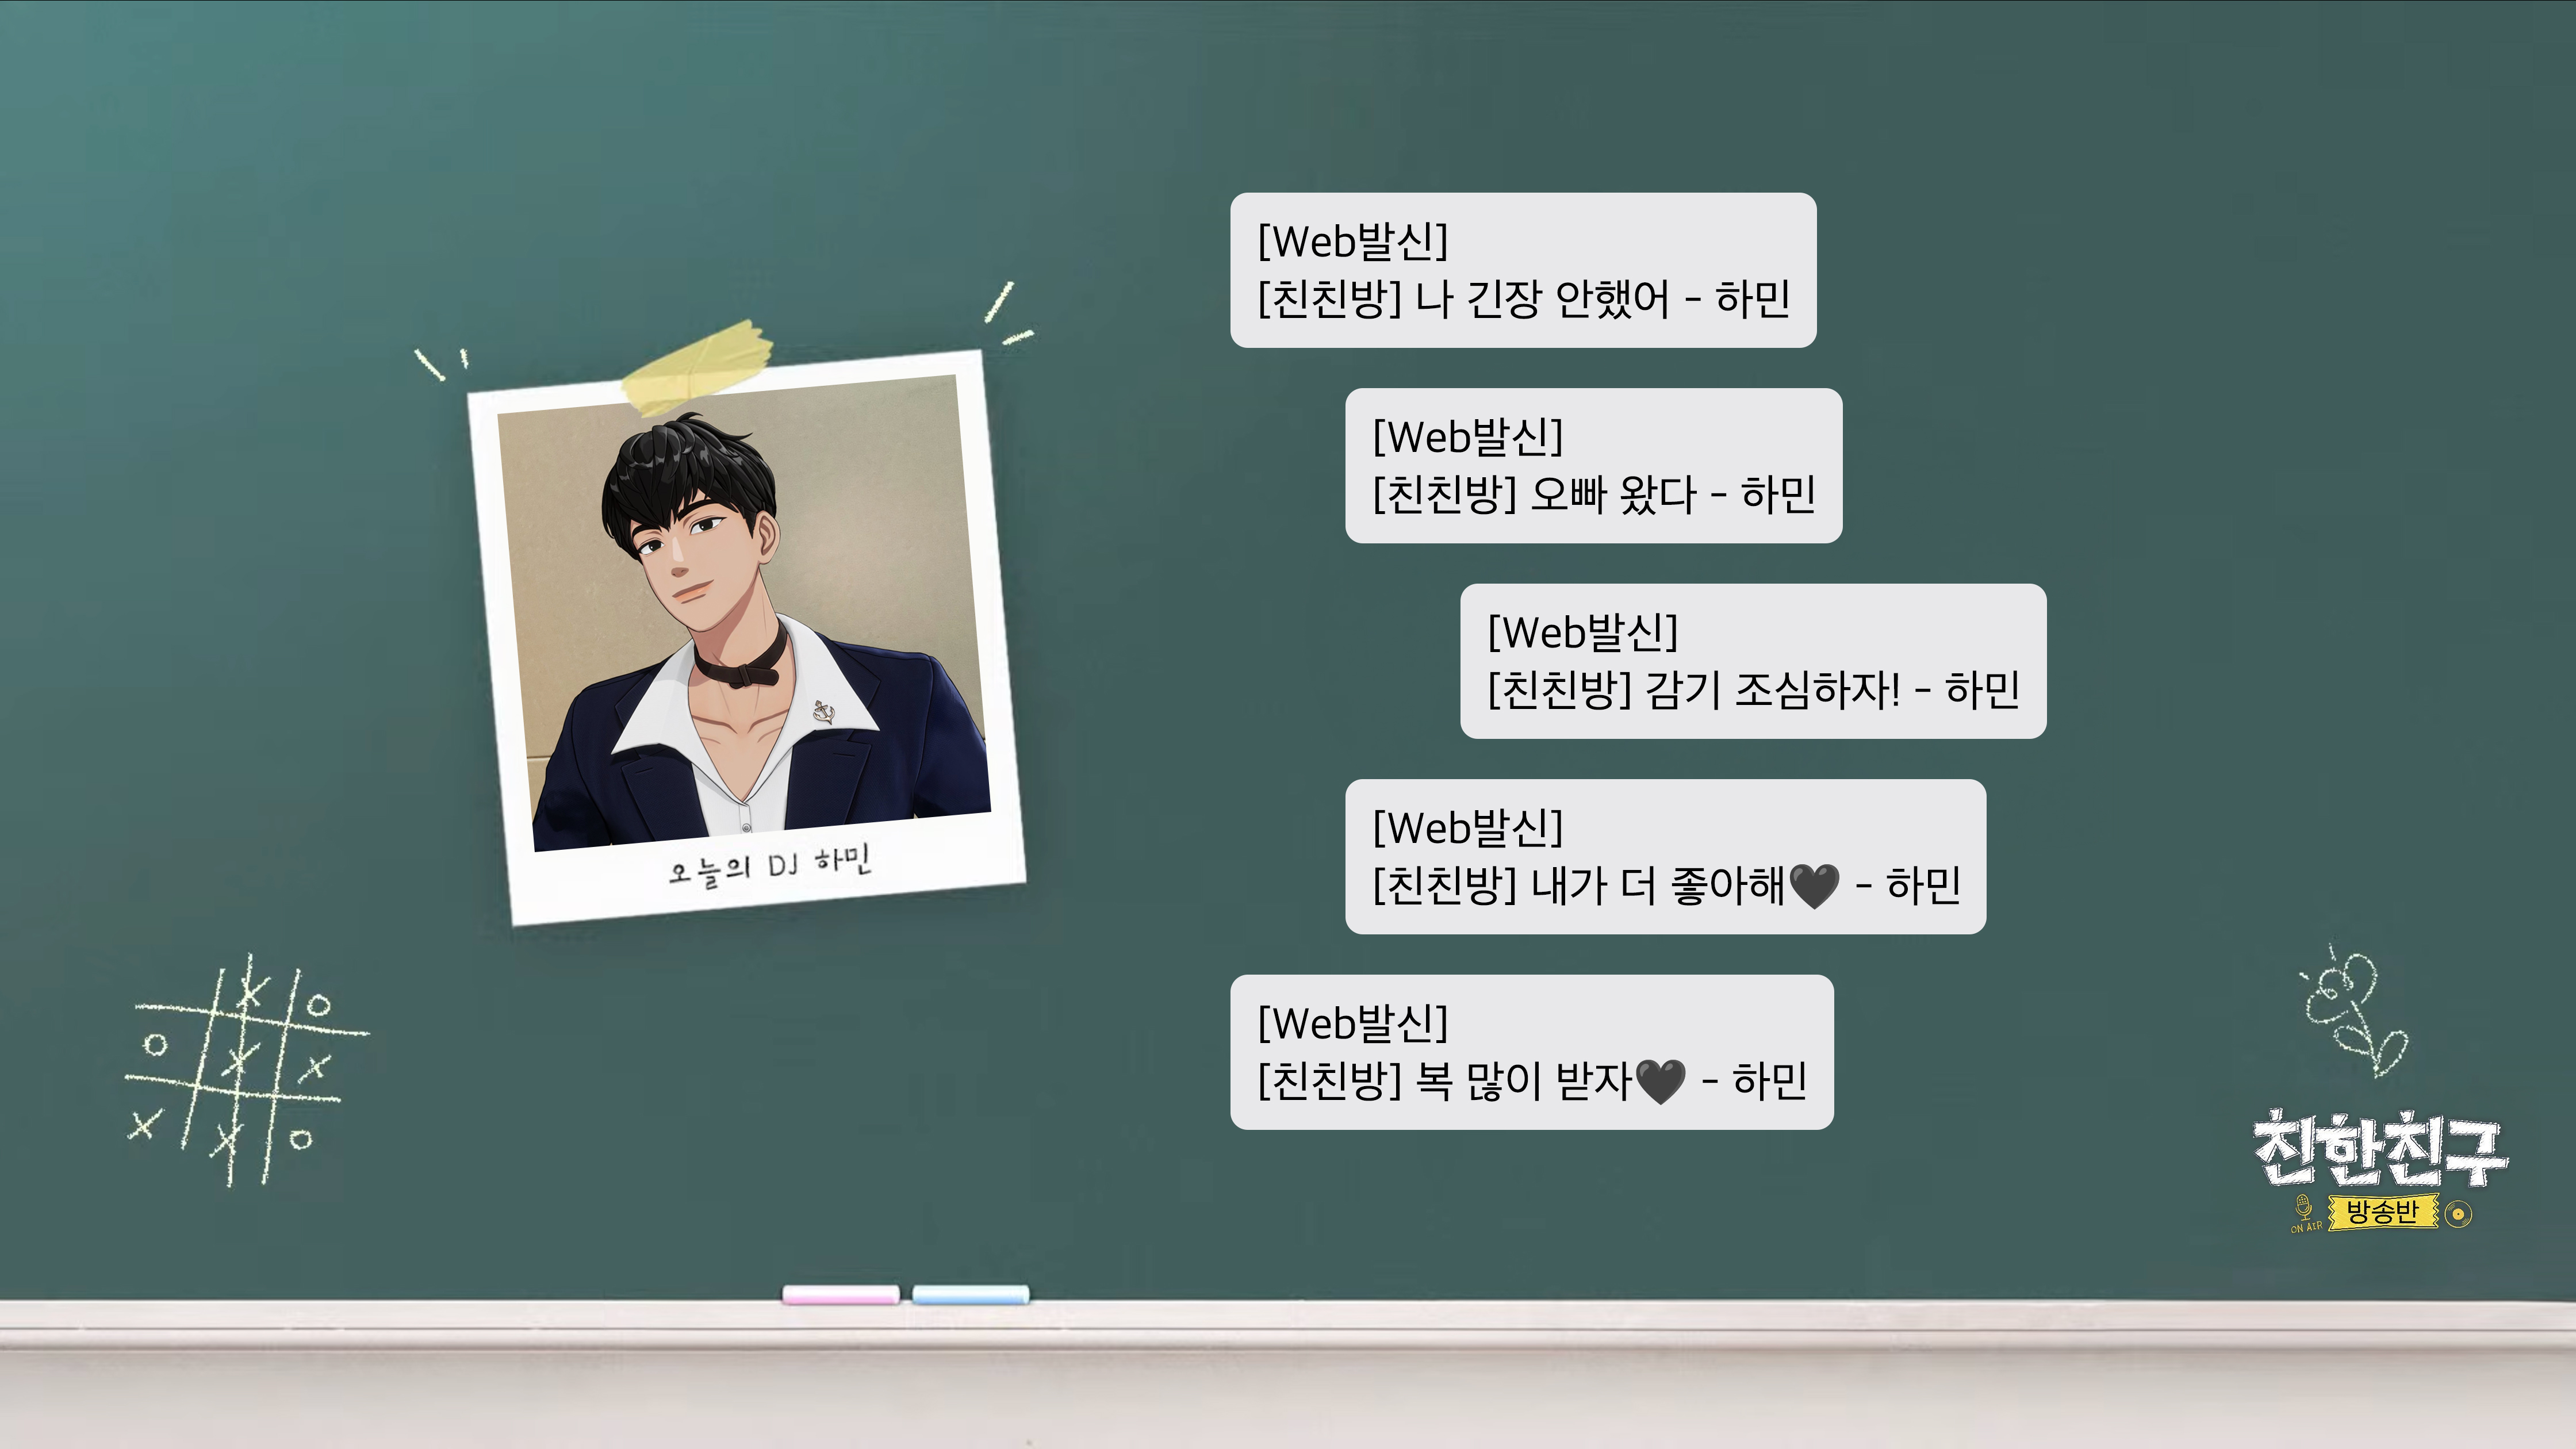 오늘의 DJ 하민
[Web발신]
[친친방] 나 긴장 안했어 - 하민
[Web발신]
[친친방] 오빠 왔다 - 하민
[Web발신]
[친친방] 감기 조심하자! - 하민
[Web발신]
[친친방] 내가 더 좋아해🖤 - 하민
[Web발신]
[친친방] 복 많이 받자🖤 - 하민
X O
O X X
X X O
친한친구
ON AIR 방송반